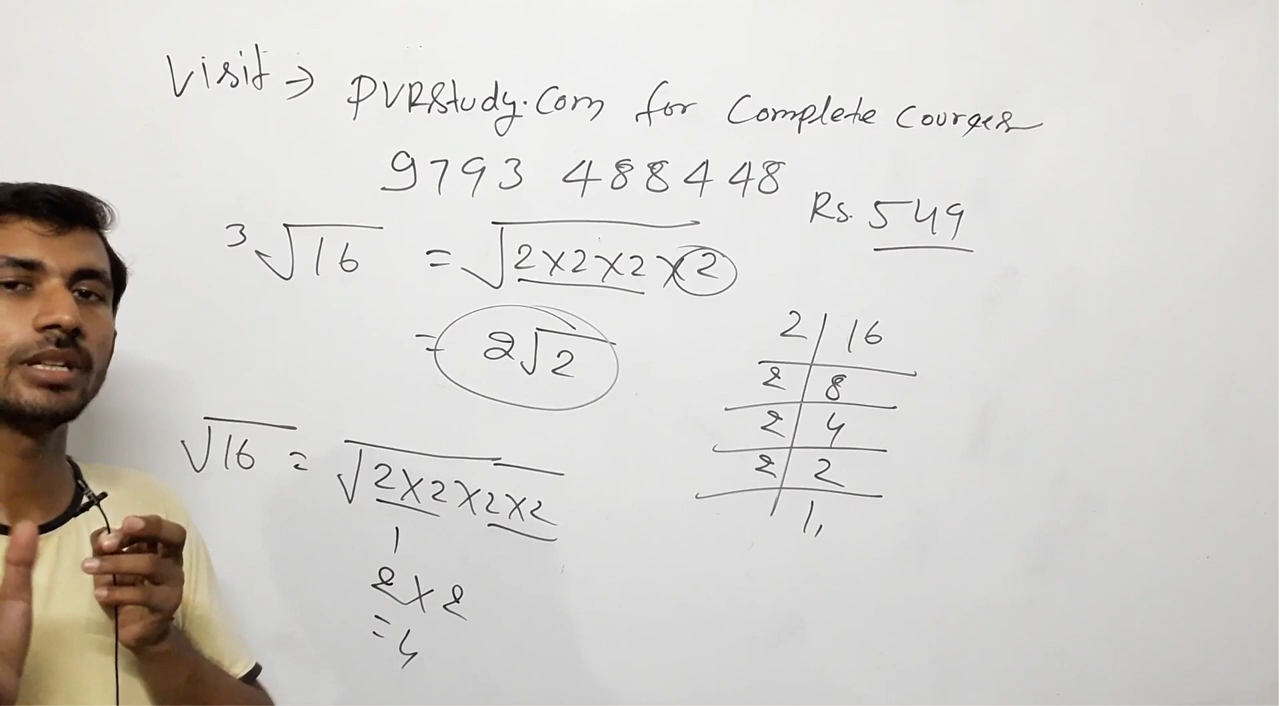 Visit ⇒ PVRStudy.Com for Complete Courses
9793 488448
Rs. 549
³√16 = √2×2×2×2
= 2√2
2 | 16
2 | 8
2 | 4
2 | 2
1,
√16 = √2×2×2×2
2×2
=4